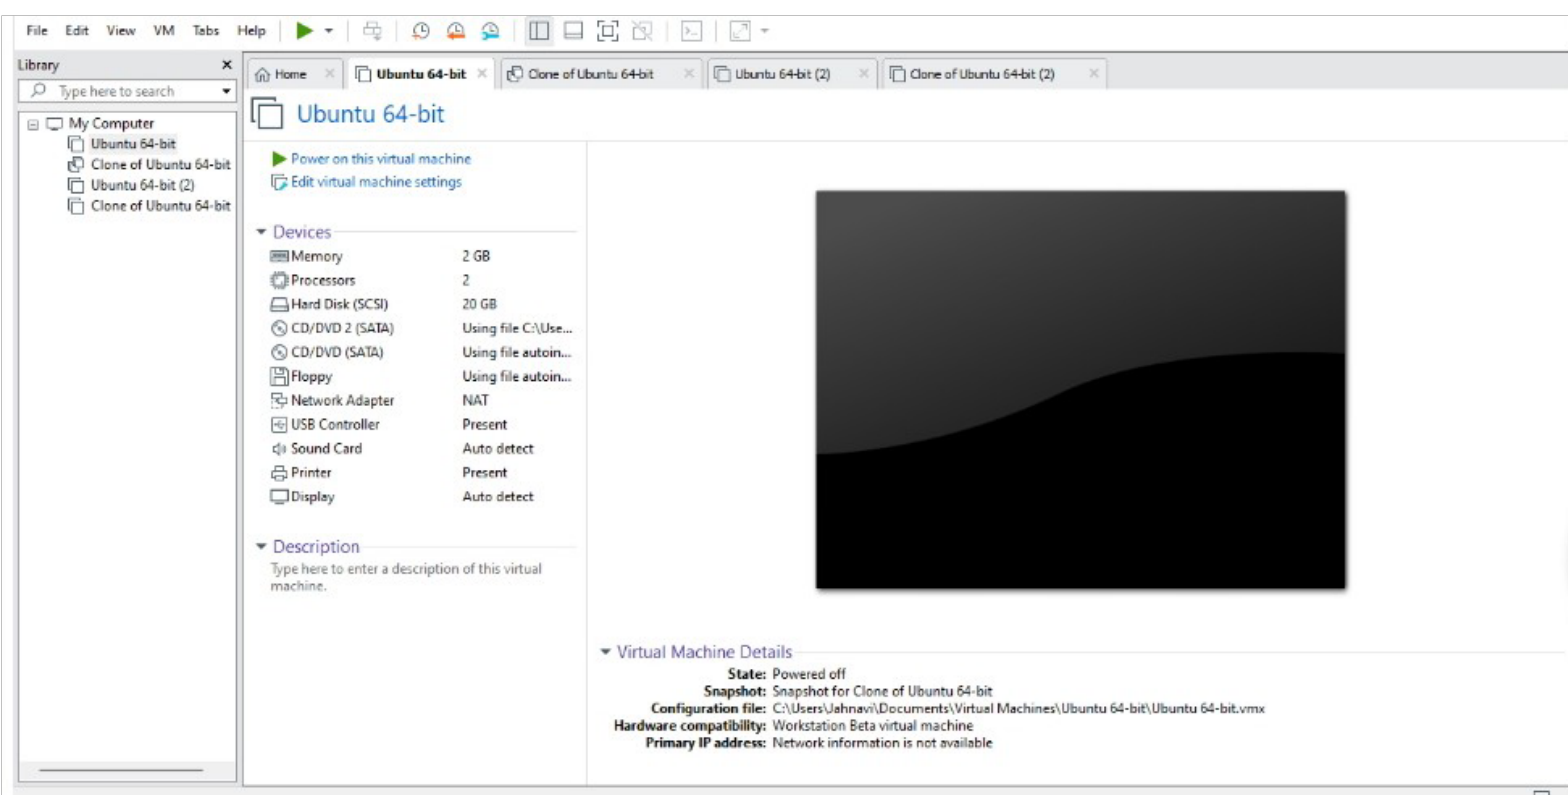 File Edit View VM Tabs Help
Library
Type here to search
My Computer
Ubuntu 64-bit
Clone of Ubuntu 64-bit
Ubuntu 64-bit (2)
Clone of Ubuntu 64-bit
Home Ubuntu 64-bit Clone of Ubuntu 64-bit Ubuntu 64-bit (2) Clone of Ubuntu 64-bit (2)
Ubuntu 64-bit
Power on this virtual machine
Edit virtual machine settings
Devices
Memory 2 GB
Processors 2
Hard Disk (SCSI) 20 GB
CD/DVD 2 (SATA) Using file C:\Use...
CD/DVD (SATA) Using file autoin...
Floppy Using file autoin...
Network Adapter NAT
USB Controller Present
Sound Card Auto detect
Printer Present
Display Auto detect
Description
Type here to enter a description of this virtual
machine.
Virtual Machine Details
State: Powered off
Snapshot: Snapshot for Clone of Ubuntu 64-bit
Configuration file: C:\Users\Jahnavi\Documents\Virtual Machines\Ubuntu 64-bit\Ubuntu 64-bit.vmx
Hardware compatibility: Workstation Beta virtual machine
Primary IP address: Network information is not available